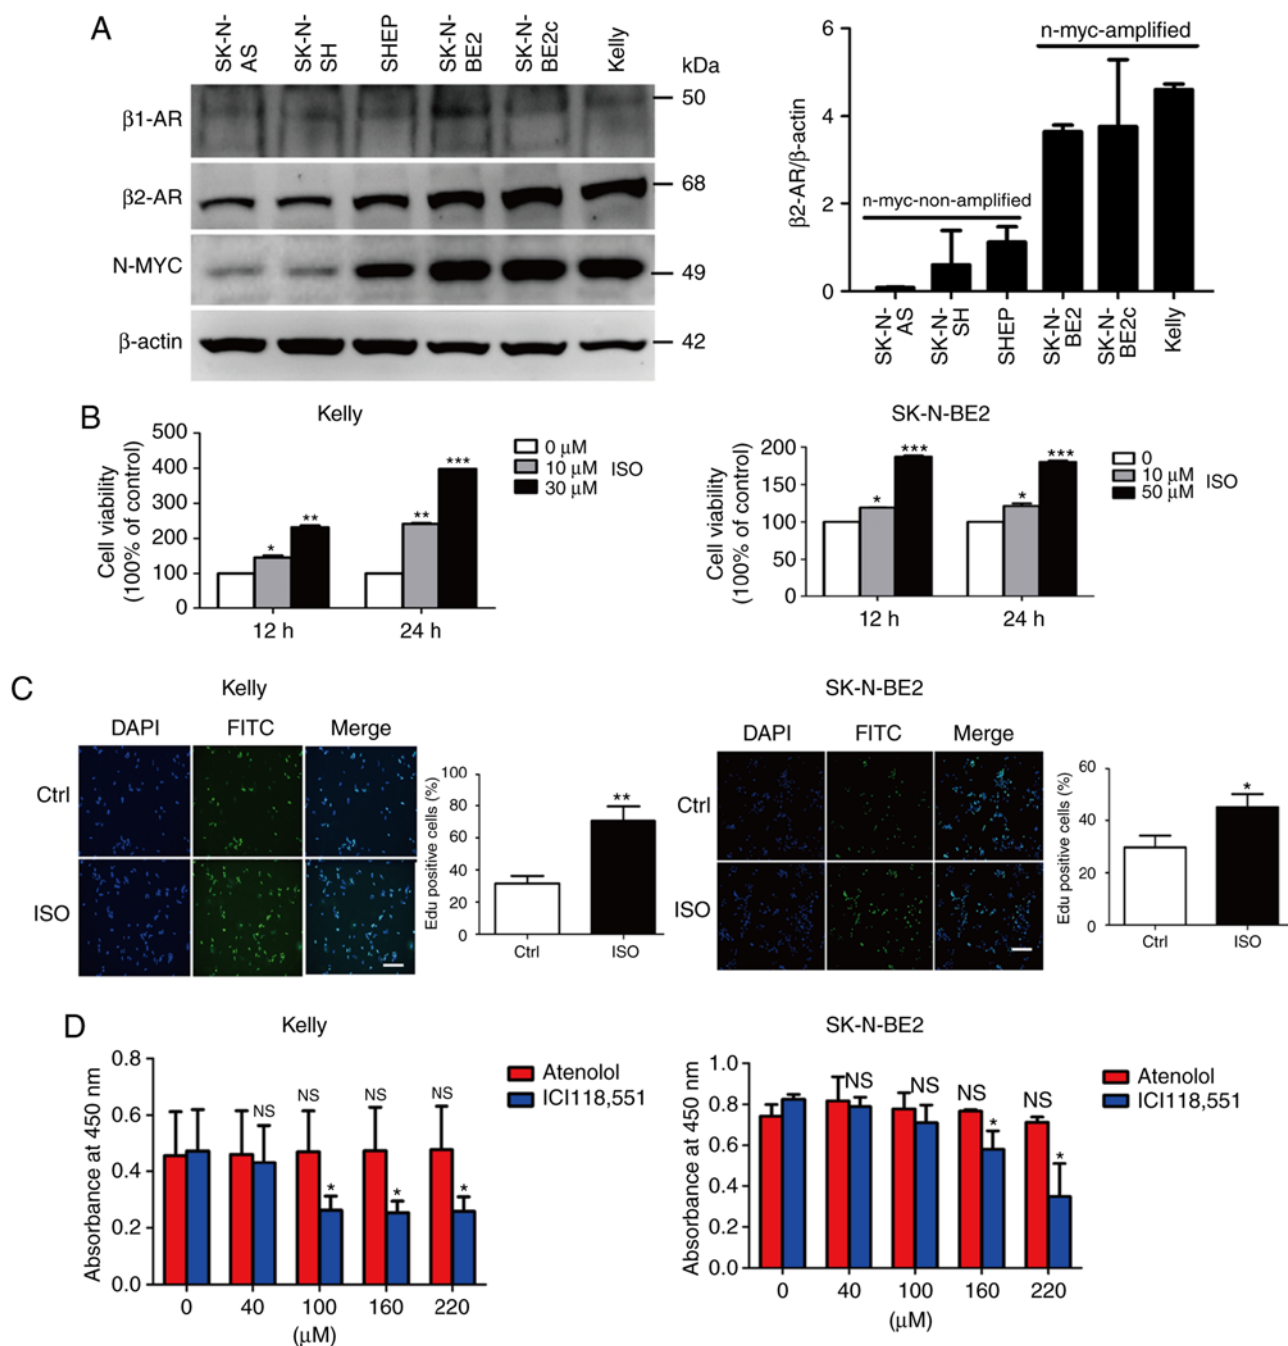 A
SK-N-
AS
SK-N-
SH
SHEP
SK-N-
BE2
SK-N-
BE2c
Kelly
kDa
β1-AR
50
β2-AR
68
N-MYC
49
β-actin
42
β2-AR/β-actin
6
4
2
0
n-myc-non-amplified
n-myc-amplified
SK-N-
AS
SK-N-
SH
SHEP
SK-N-
BE2
SK-N-
BE2c
Kelly
B
Kelly
Cell viability
(100% of control)
500
400
300
200
100
0
* ** ** ***
12 h 24 h
0 μM
10 μM ISO
30 μM
SK-N-BE2
Cell viability
(100% of control)
200
150
100
50
0
* *** * ***
12 h 24 h
0
10 μM ISO
50 μM
C
Kelly
DAPI FITC Merge
Ctrl
ISO
Edu positive cells (%)
100
80
60
40
20
0
**
Ctrl ISO
SK-N-BE2
DAPI FITC Merge
Ctrl
ISO
Edu positive cells (%)
60
40
20
0
*
Ctrl ISO
D
Kelly
Absorbance at 450 nm
0.8
0.6
0.4
0.2
0.0
NS NS NS NS
* * *
0 40 100 160 220
(μM)
Atenolol
ICI118,551
SK-N-BE2
Absorbance at 450 nm
1.0
0.8
0.6
0.4
0.2
0.0
NS NS NS NS
* *
0 40 100 160 220
(μM)
Atenolol
ICI118,551